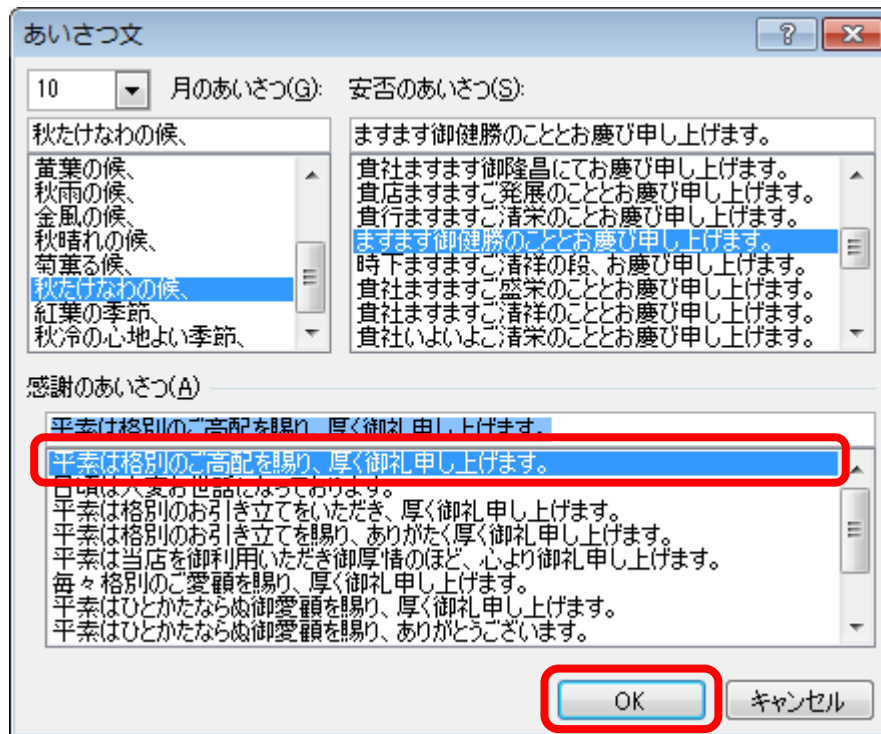 あいさつ文
10 月のあいさつ(G):
秋たけなわの候、
黄葉の候、
秋雨の候、
金風の候、
秋晴れの候、
菊薫る候、
秋たけなわの候、
紅葉の季節、
秋冷の心地よい季節、
安否のあいさつ(S):
ますます御健勝のこととお慶び申し上げます。
貴社ますます御隆昌にてお慶び申し上げます。
貴店ますますご発展のこととお慶び申し上げます。
貴行ますますご清栄のこととお慶び申し上げます。
ますます御健勝のこととお慶び申し上げます。
時下ますますご清祥の段、お慶び申し上げます。
貴社ますますご盛栄のこととお慶び申し上げます。
貴社ますますご清祥のこととお慶び申し上げます。
貴社いよいよご清栄のこととお慶び申し上げます。
感謝のあいさつ(A)
平素は格別のご高配を賜り、厚く御礼申し上げます。
平素は格別のご高配を賜り、厚く御礼申し上げます。
日頃は大変お世話になっております。
平素は格別のお引き立てをいただき、厚く御礼申し上げます。
平素は格別のお引き立てを賜り、ありがたく厚く御礼申し上げます。
平素は当店を御利用いただき御厚情のほど、心より御礼申し上げます。
毎々格別のご愛顧を賜り、厚く御礼申し上げます。
平素はひとかたならぬ御愛顧を賜り、厚く御礼申し上げます。
平素はひとかたならぬ御愛顧を賜り、ありがとうございます。
OK
キャンセル